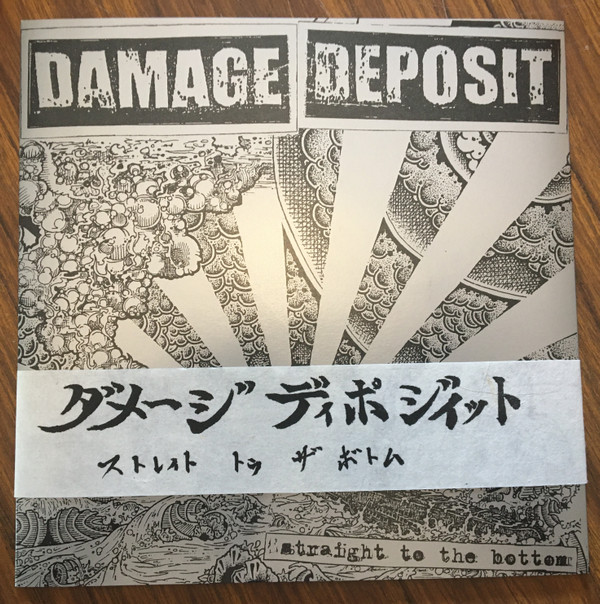 DAMAGE DEPOSIT
ダメージ ディポジィット
ストレイト トゥ ザ ボトム
straight to the bottom